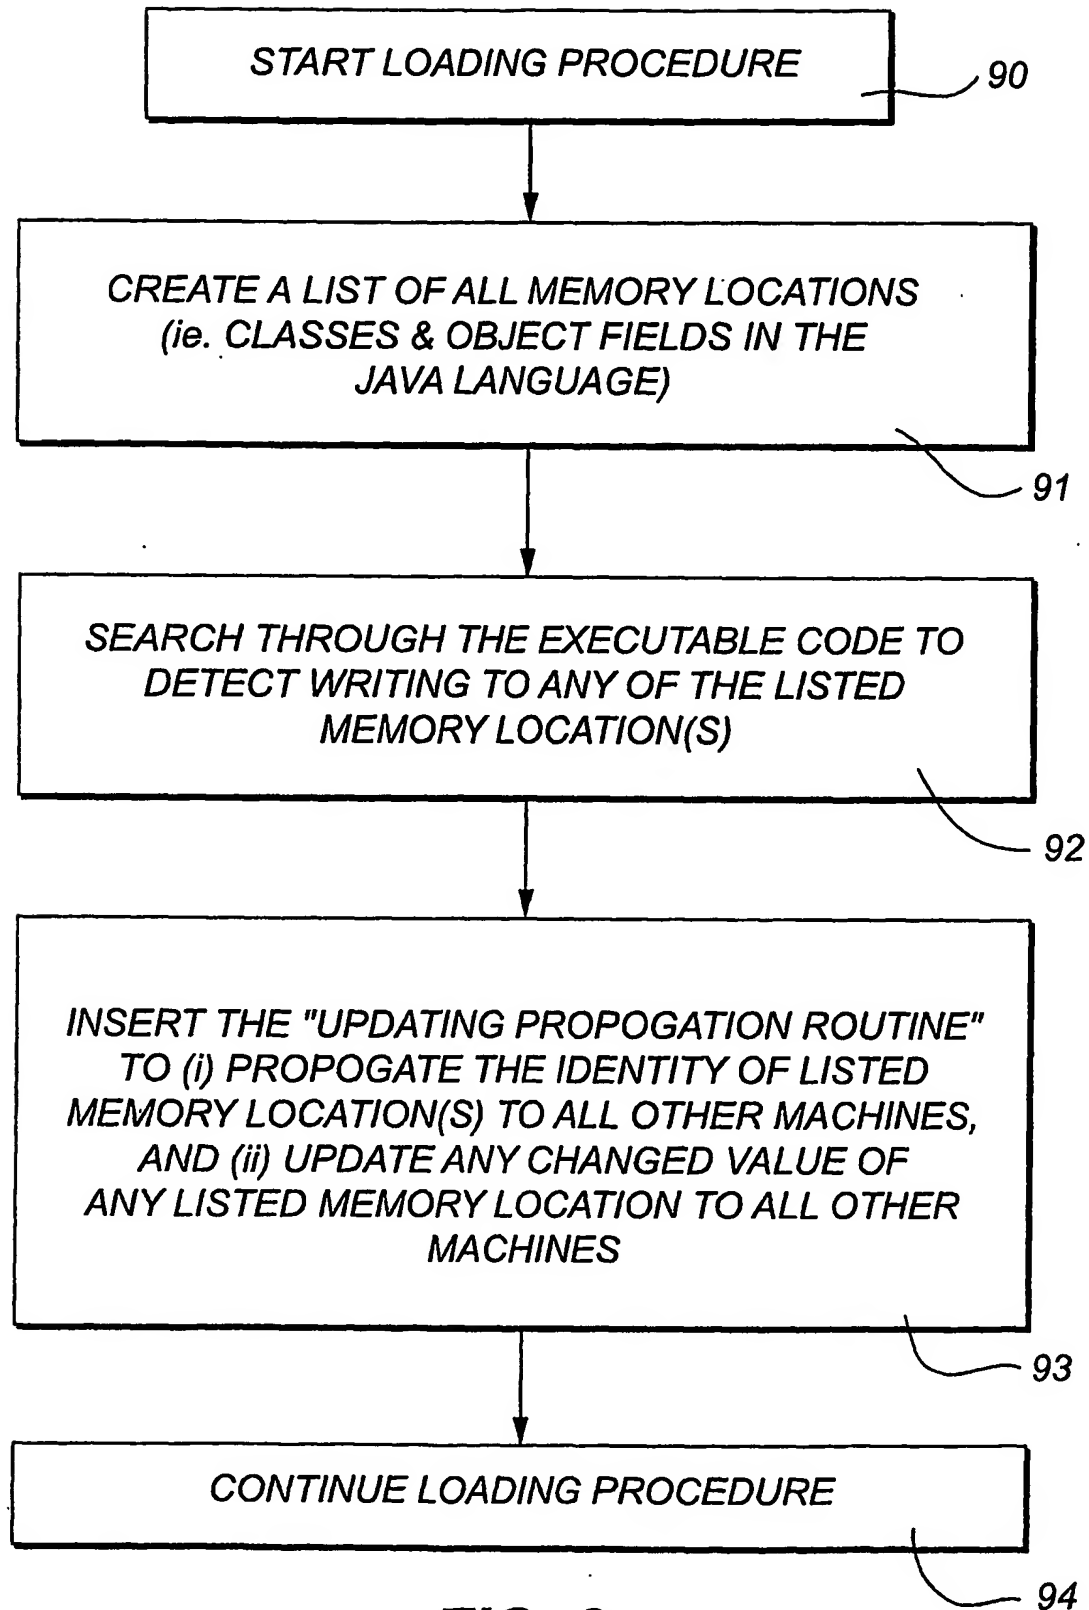 START LOADING PROCEDURE
90
CREATE A LIST OF ALL MEMORY LOCATIONS
(ie. CLASSES & OBJECT FIELDS IN THE
JAVA LANGUAGE)
91
SEARCH THROUGH THE EXECUTABLE CODE TO
DETECT WRITING TO ANY OF THE LISTED
MEMORY LOCATION(S)
92
INSERT THE "UPDATING PROPOGATION ROUTINE"
TO (i) PROPOGATE THE IDENTITY OF LISTED
MEMORY LOCATION(S) TO ALL OTHER MACHINES,
AND (ii) UPDATE ANY CHANGED VALUE OF
ANY LISTED MEMORY LOCATION TO ALL OTHER
MACHINES
93
CONTINUE LOADING PROCEDURE
94